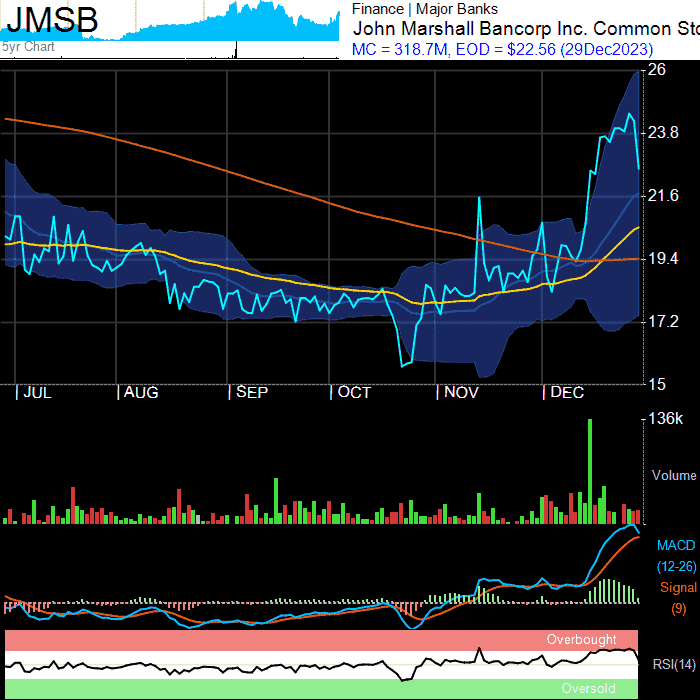 JMSB
5yr Chart
Finance | Major Banks
John Marshall Bancorp Inc. Common Sto
MC = 318.7M, EOD = $22.56 (29Dec2023)
26
23.8
21.6
19.4
17.2
15
| JUL | AUG | SEP | OCT | NOV | DEC
136k
Volume
MACD
(12-26)
Signal
(9)
Overbought
RSI(14)
Oversold